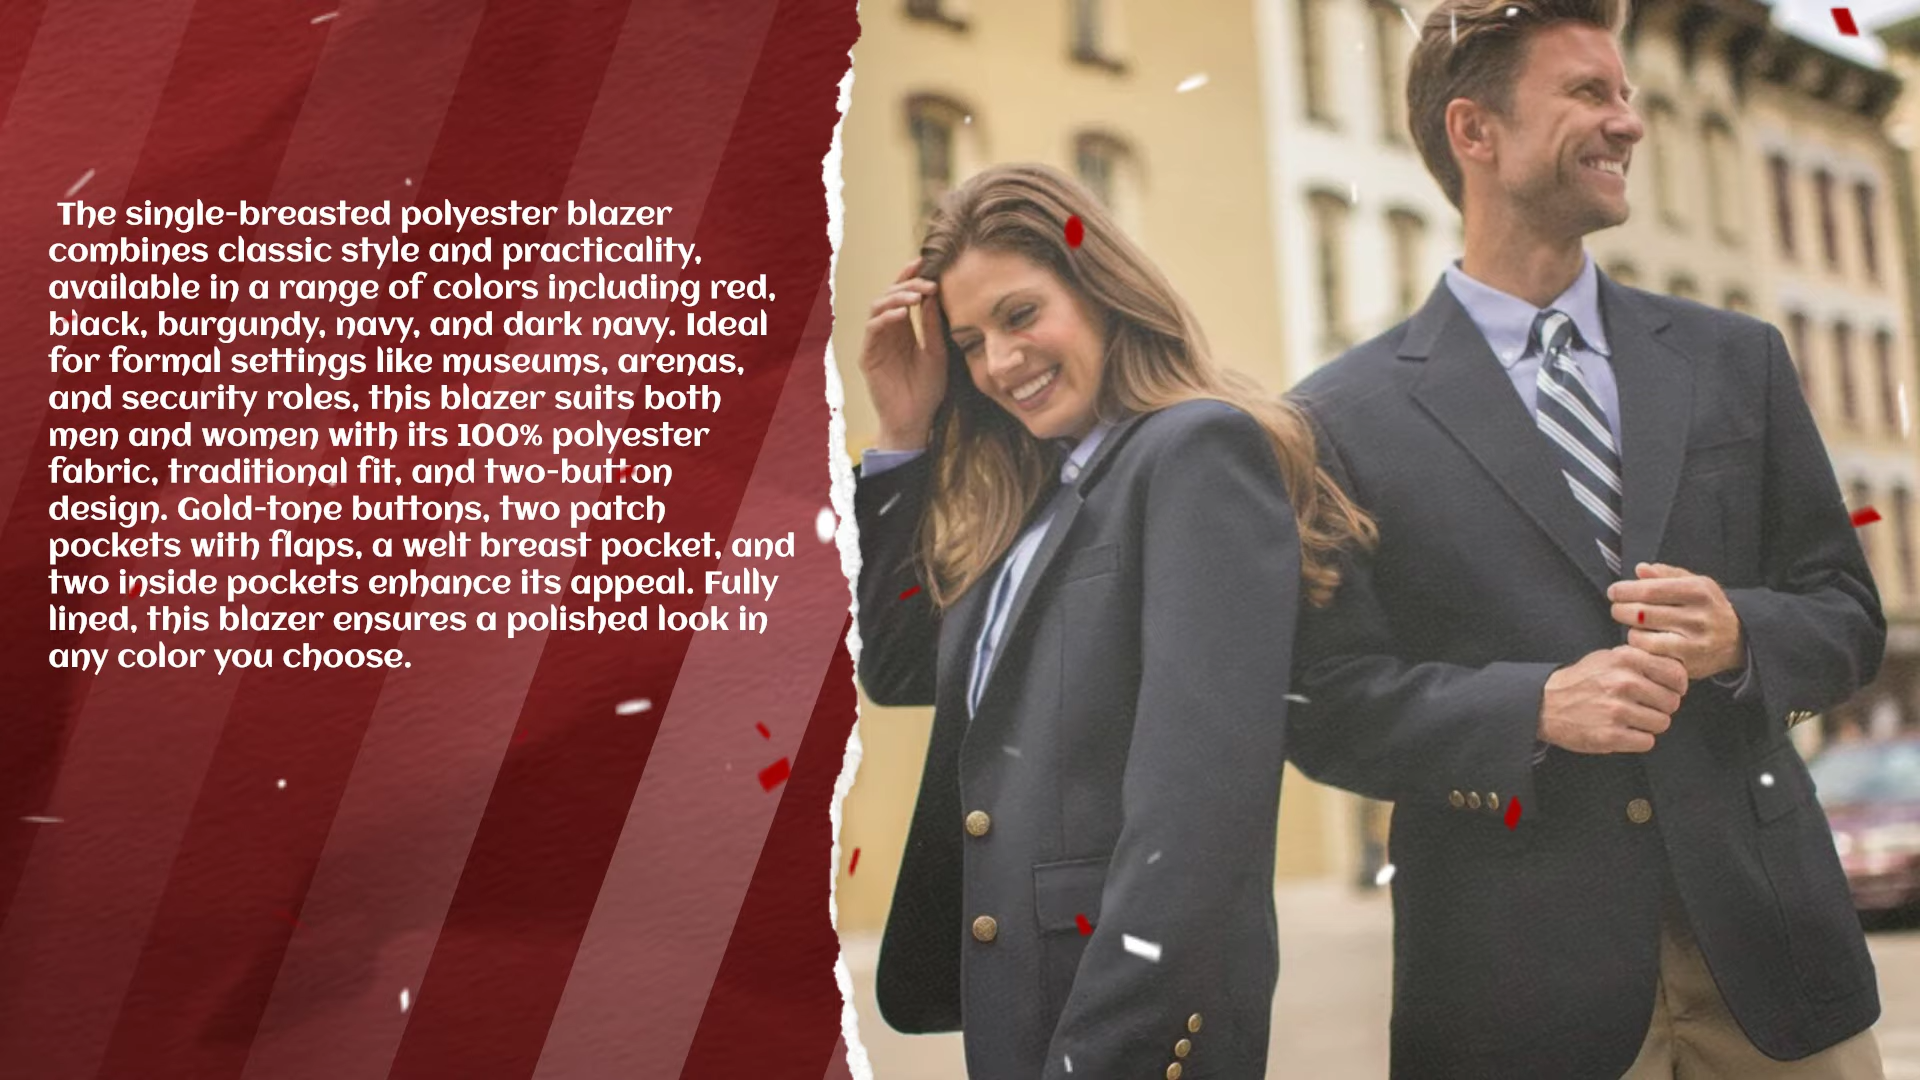 The single-breasted polyester blazer
combines classic style and practicality,
available in a range of colors including red,
black, burgundy, navy, and dark navy. Ideal
for formal settings like museums, arenas,
and security roles, this blazer suits both
men and women with its 100% polyester
fabric, traditional fit, and two-button
design. Gold-tone buttons, two patch
pockets with flaps, a welt breast pocket, and
two inside pockets enhance its appeal. Fully
lined, this blazer ensures a polished look in
any color you choose.